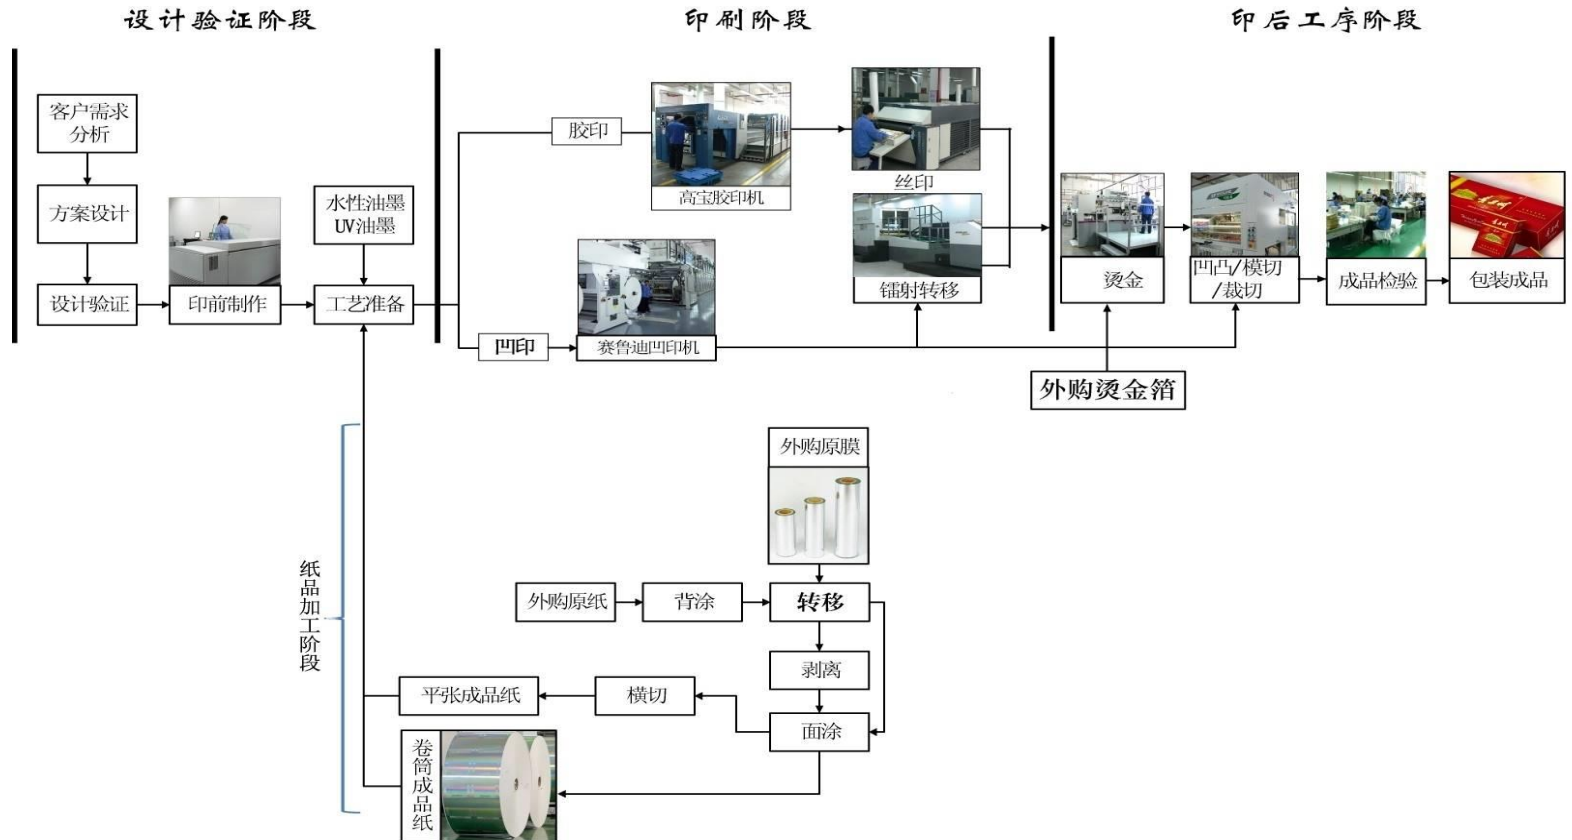 设计验证阶段
印刷阶段
印后工序阶段
客户需求
分析
方案设计
设计验证
印前制作
水性油墨
UV油墨
工艺准备
胶印
高宝胶印机
丝印
镭射转移
凹印
赛鲁迪凹印机
烫金
凹凸/模切
/裁切
成品检验
包装成品
外购烫金箔
纸品加工阶段
外购原膜
外购原纸
背涂
转移
剥离
面涂
横切
平张成品纸
卷筒成品纸